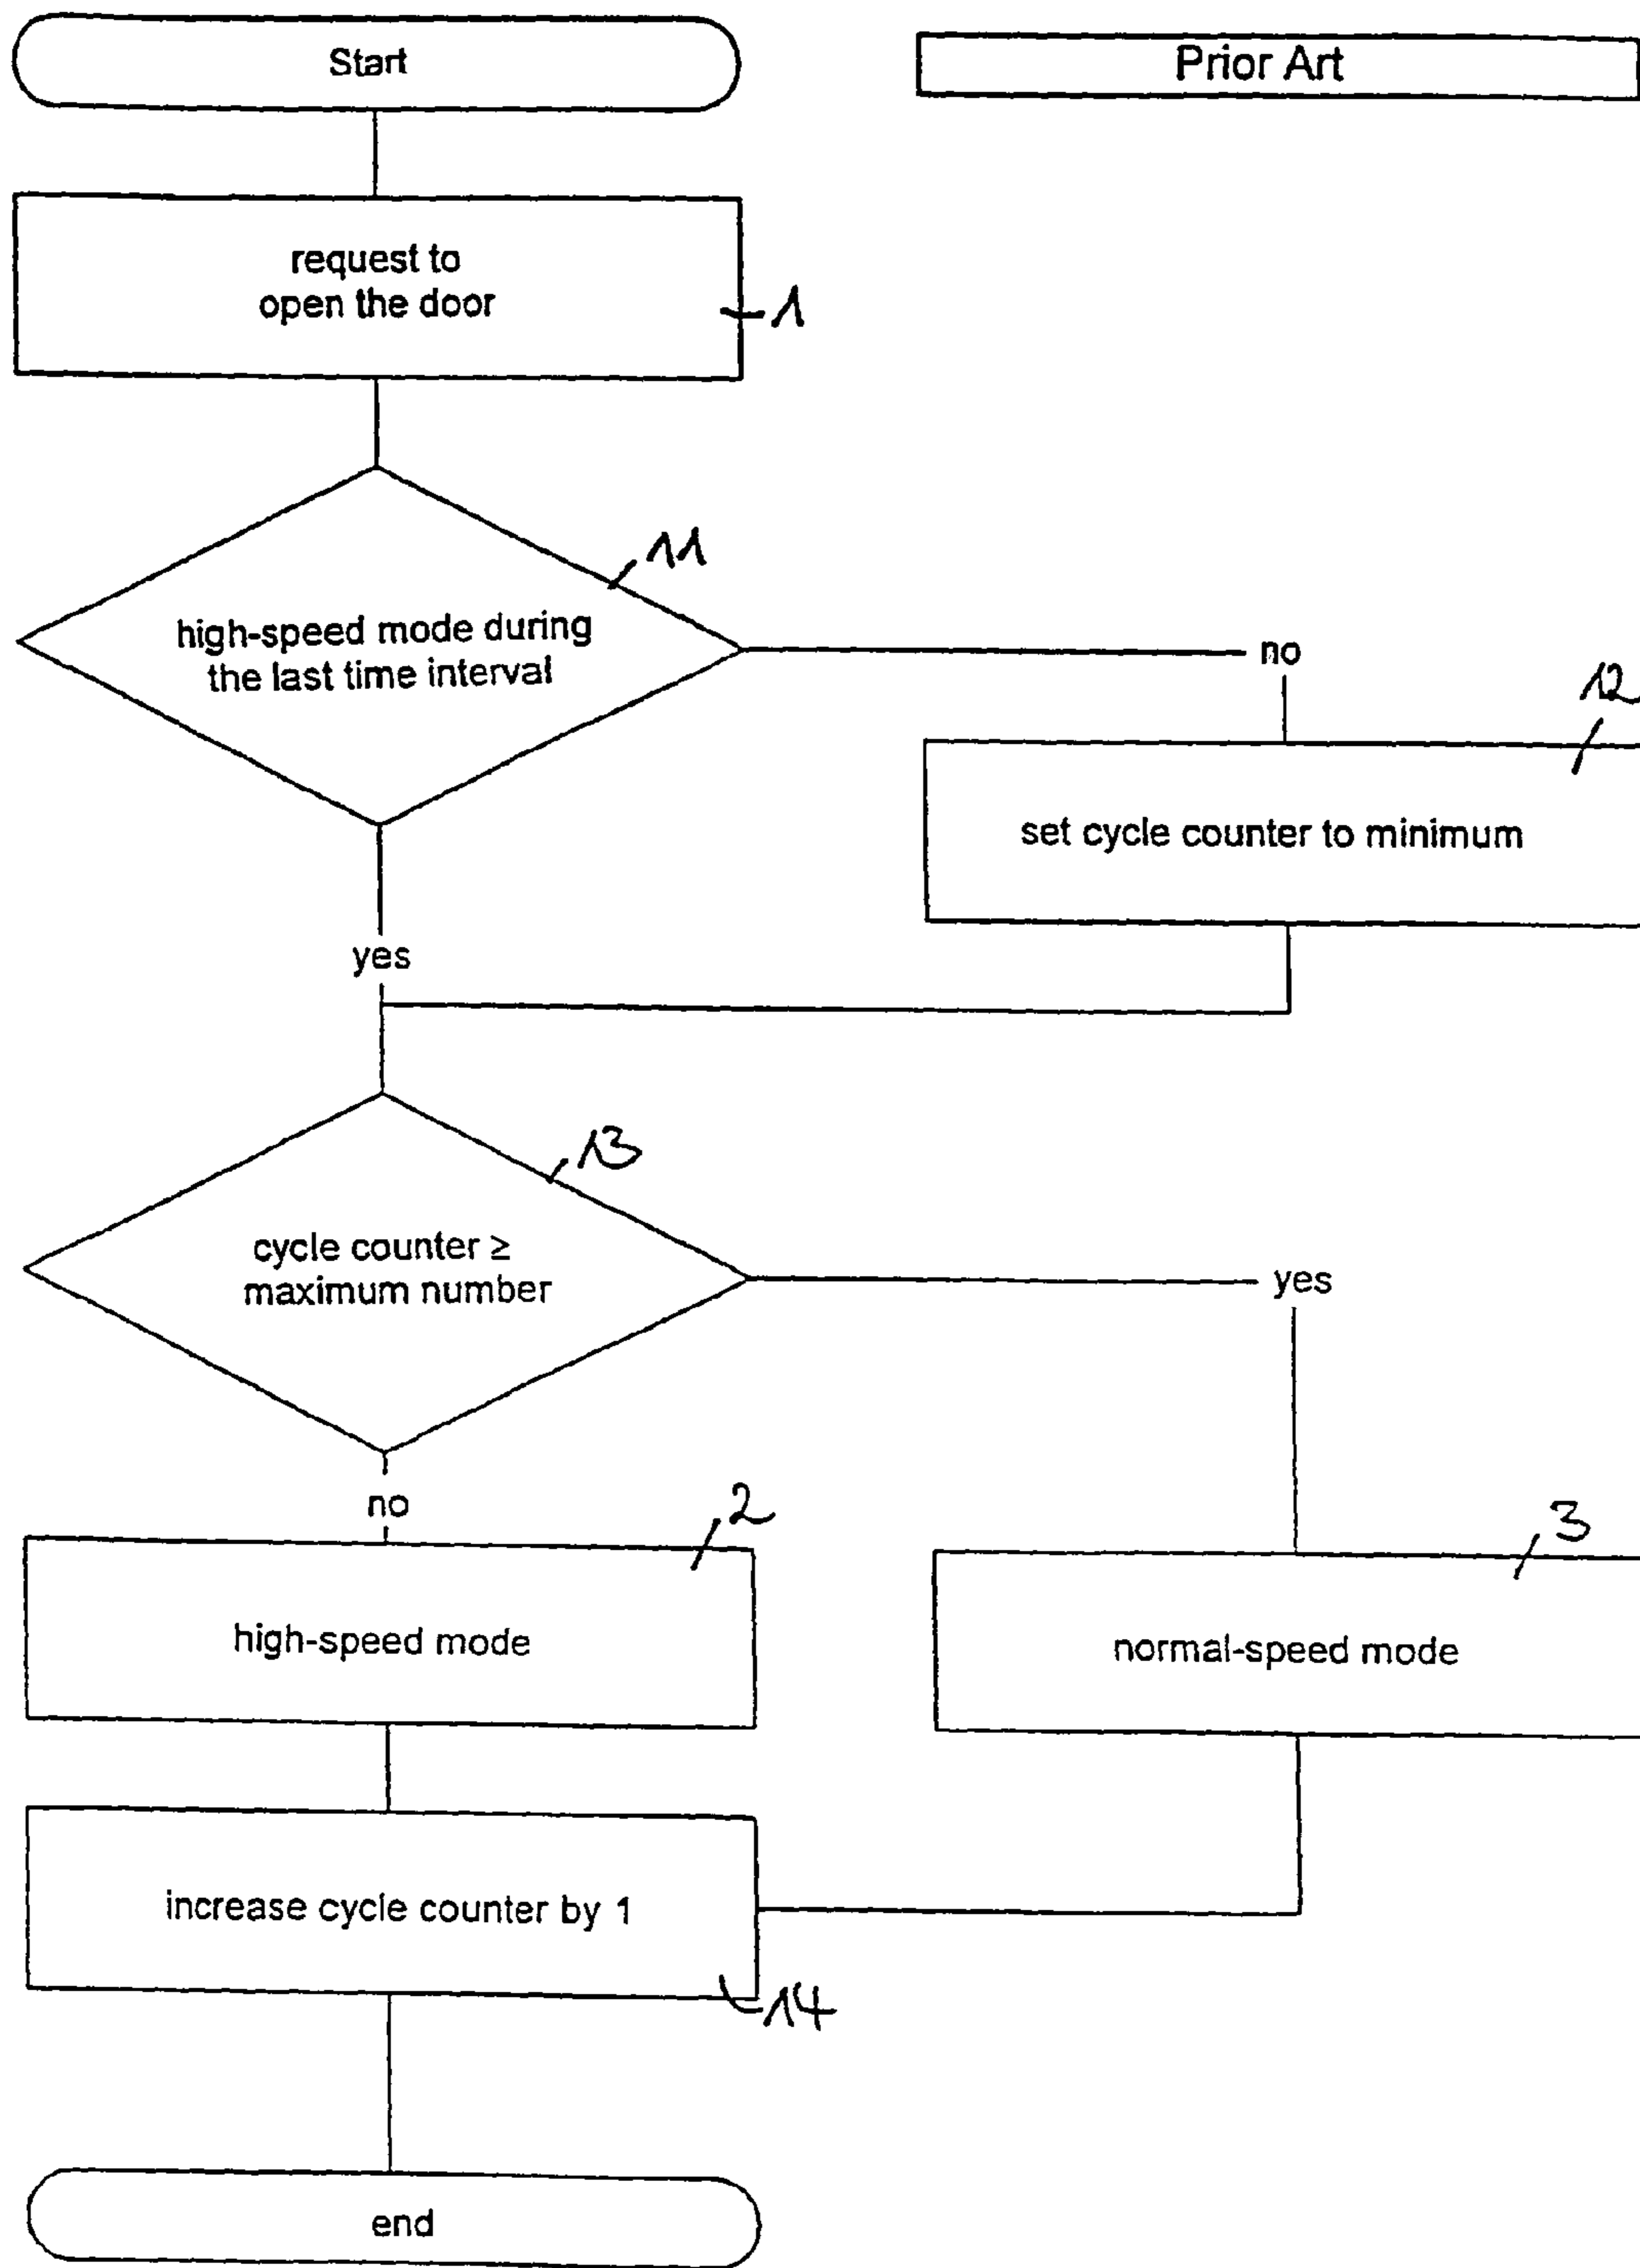 Start
Prior Art
request to
open the door
1
11
high-speed mode during
the last time interval
no
12
set cycle counter to minimum
yes
13
cycle counter ≥
maximum number
yes
no
2
3
high-speed mode
normal-speed mode
increase cycle counter by 1
14
end